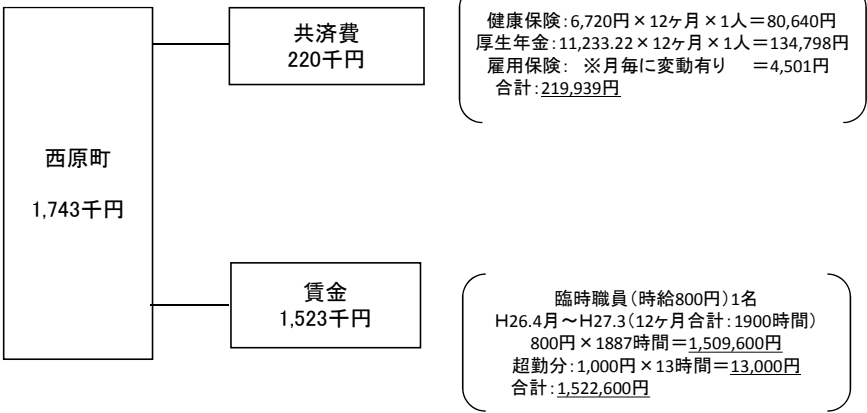 西原町
1,743千円
共済費
220千円
健康保険:6,720円×12ヶ月×1人=80,640円
厚生年金:11,233.22×12ヶ月×1人=134,798円
雇用保険: ※月毎に変動有り =4,501円
合計:219,939円
賃金
1,523千円
臨時職員(時給800円)1名
H26.4月~H27.3(12ヶ月合計:1900時間)
800円×1887時間=1,509,600円
超勤分:1,000円×13時間=13,000円
合計:1,522,600円